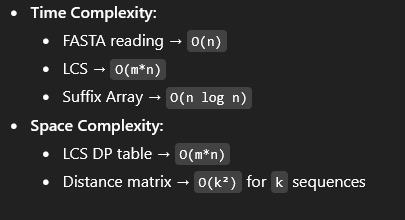 • Time Complexity:
• FASTA reading → O(n)
• LCS → O(m*n)
• Suffix Array → O(n log n)
• Space Complexity:
• LCS DP table → O(m*n)
• Distance matrix → O(k²) for k sequences